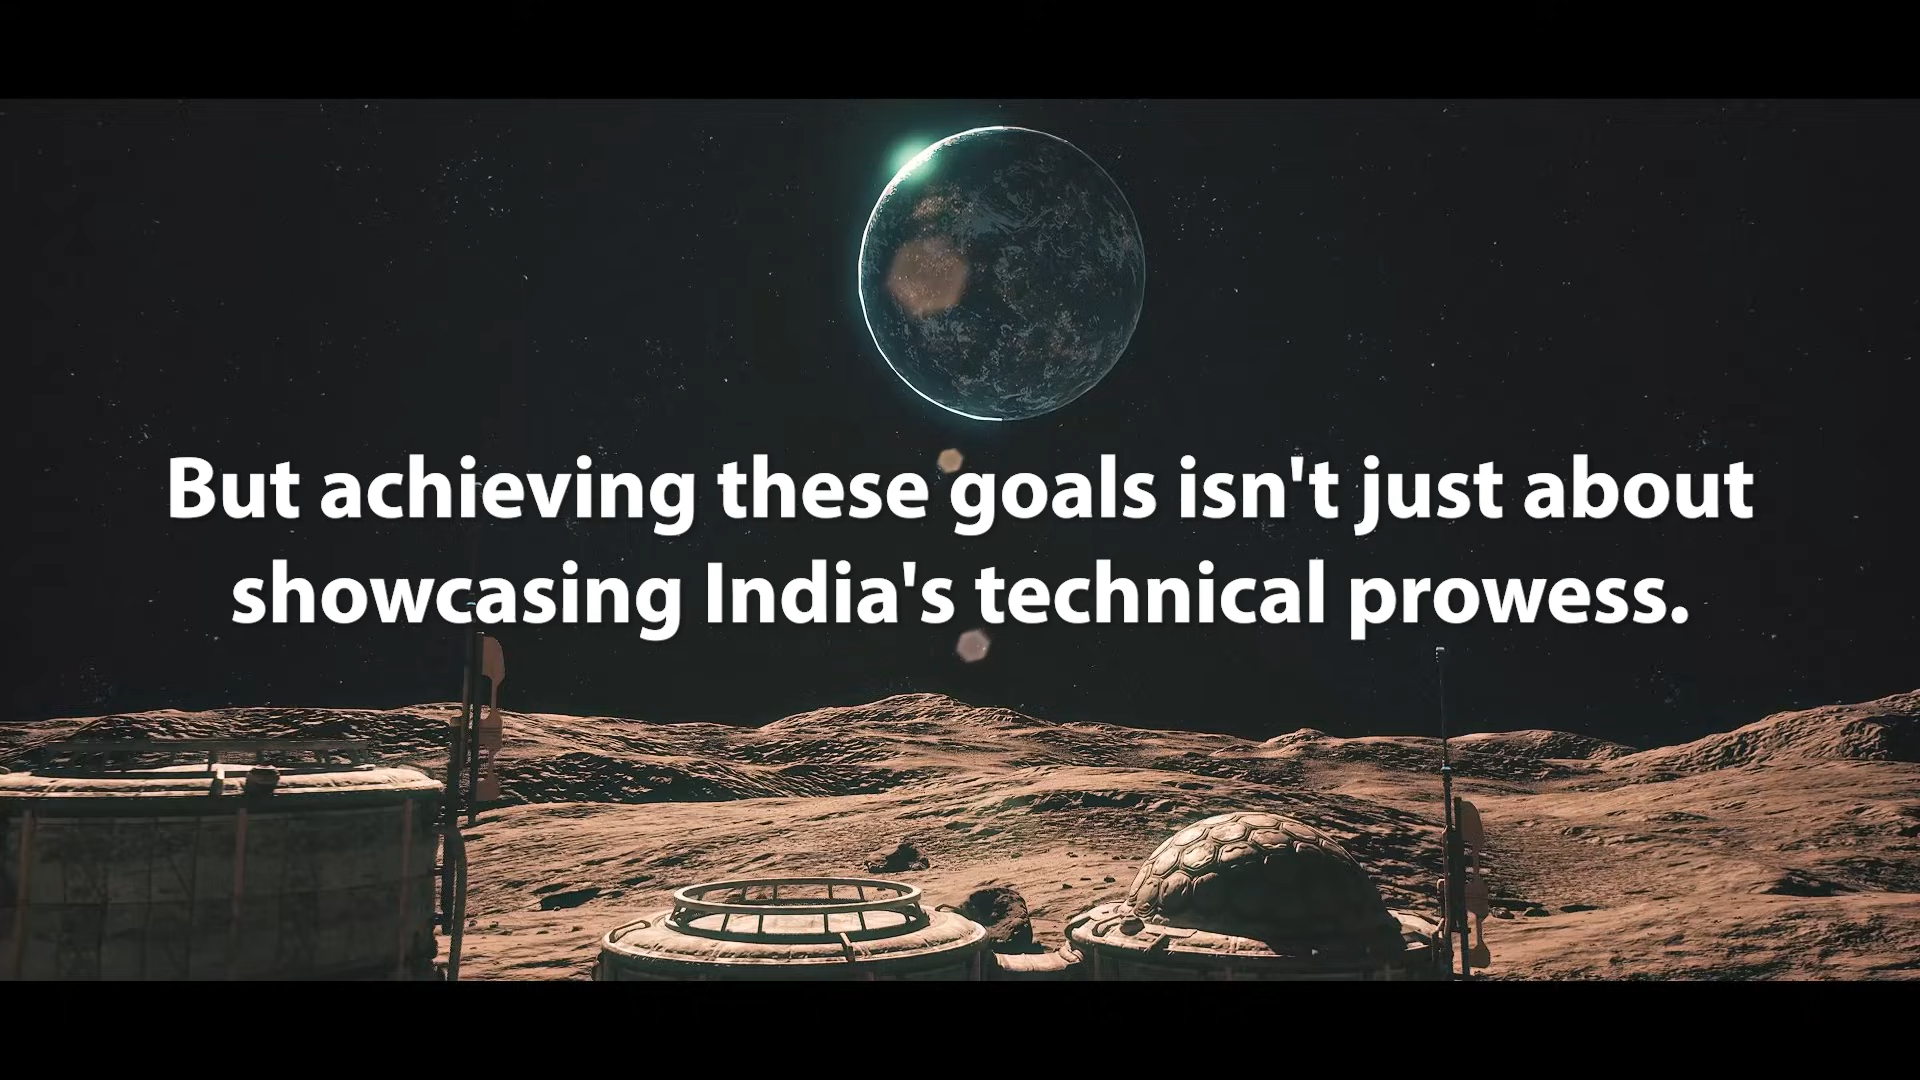 But achieving these goals isn't just about
showcasing India's technical prowess.